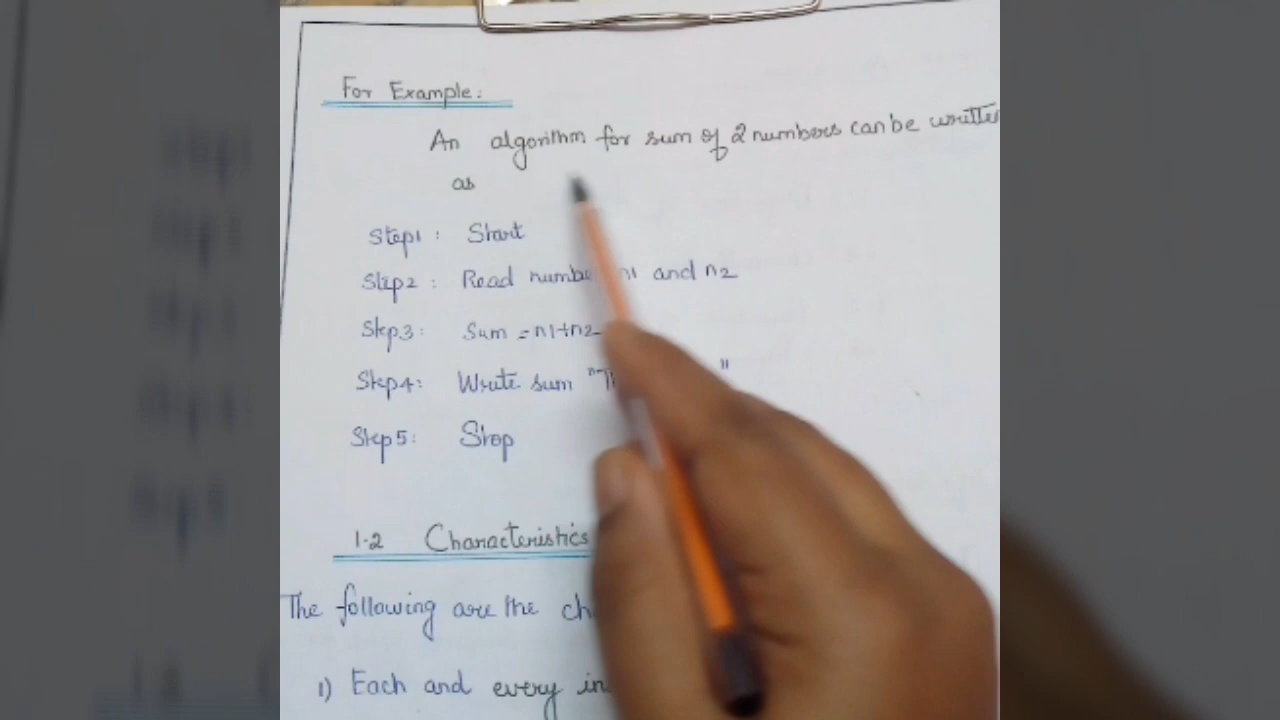 For Example:
An algorithm for sum of 2 numbers can be written
as
Step1: Start
Step2: Read n1 and n2
Step3: Sum = n1+n2
Step4: Write sum " "
Step5: Stop
1.2 Characteristics
The following are the
1) Each and every